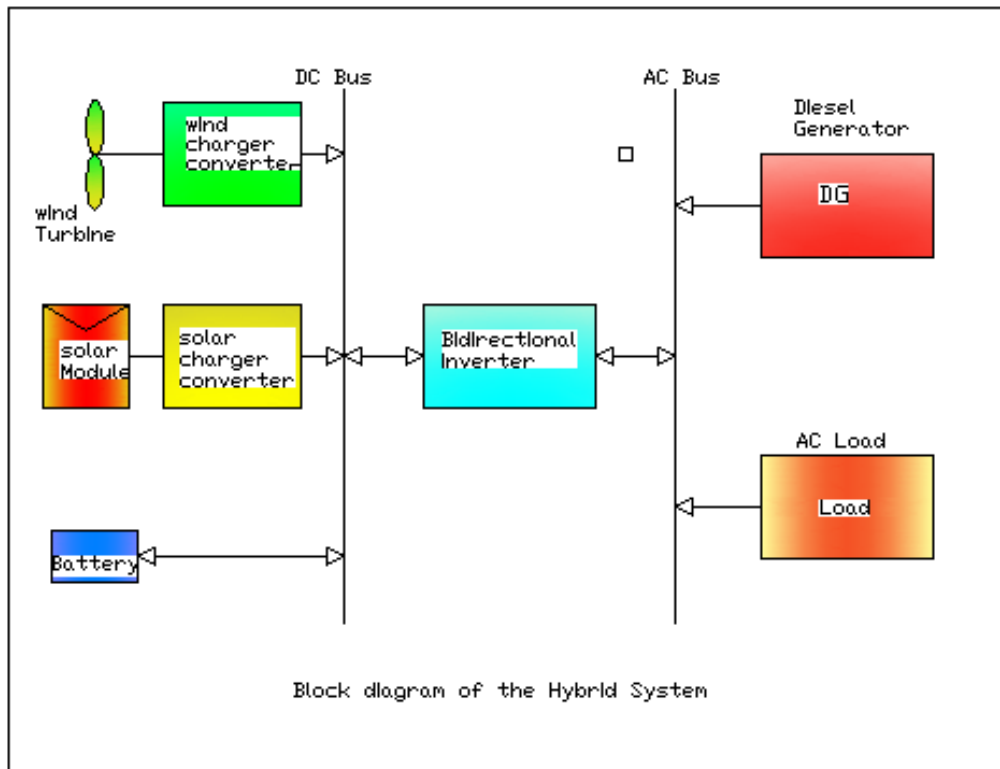 DC Bus
AC Bus
wind
charger
converter
Diesel
Generator
DG
wind
Turbine
solar
Module
solar
charger
converter
Bidirectional
Inverter
AC Load
Load
Battery
Block diagram of the Hybrid System